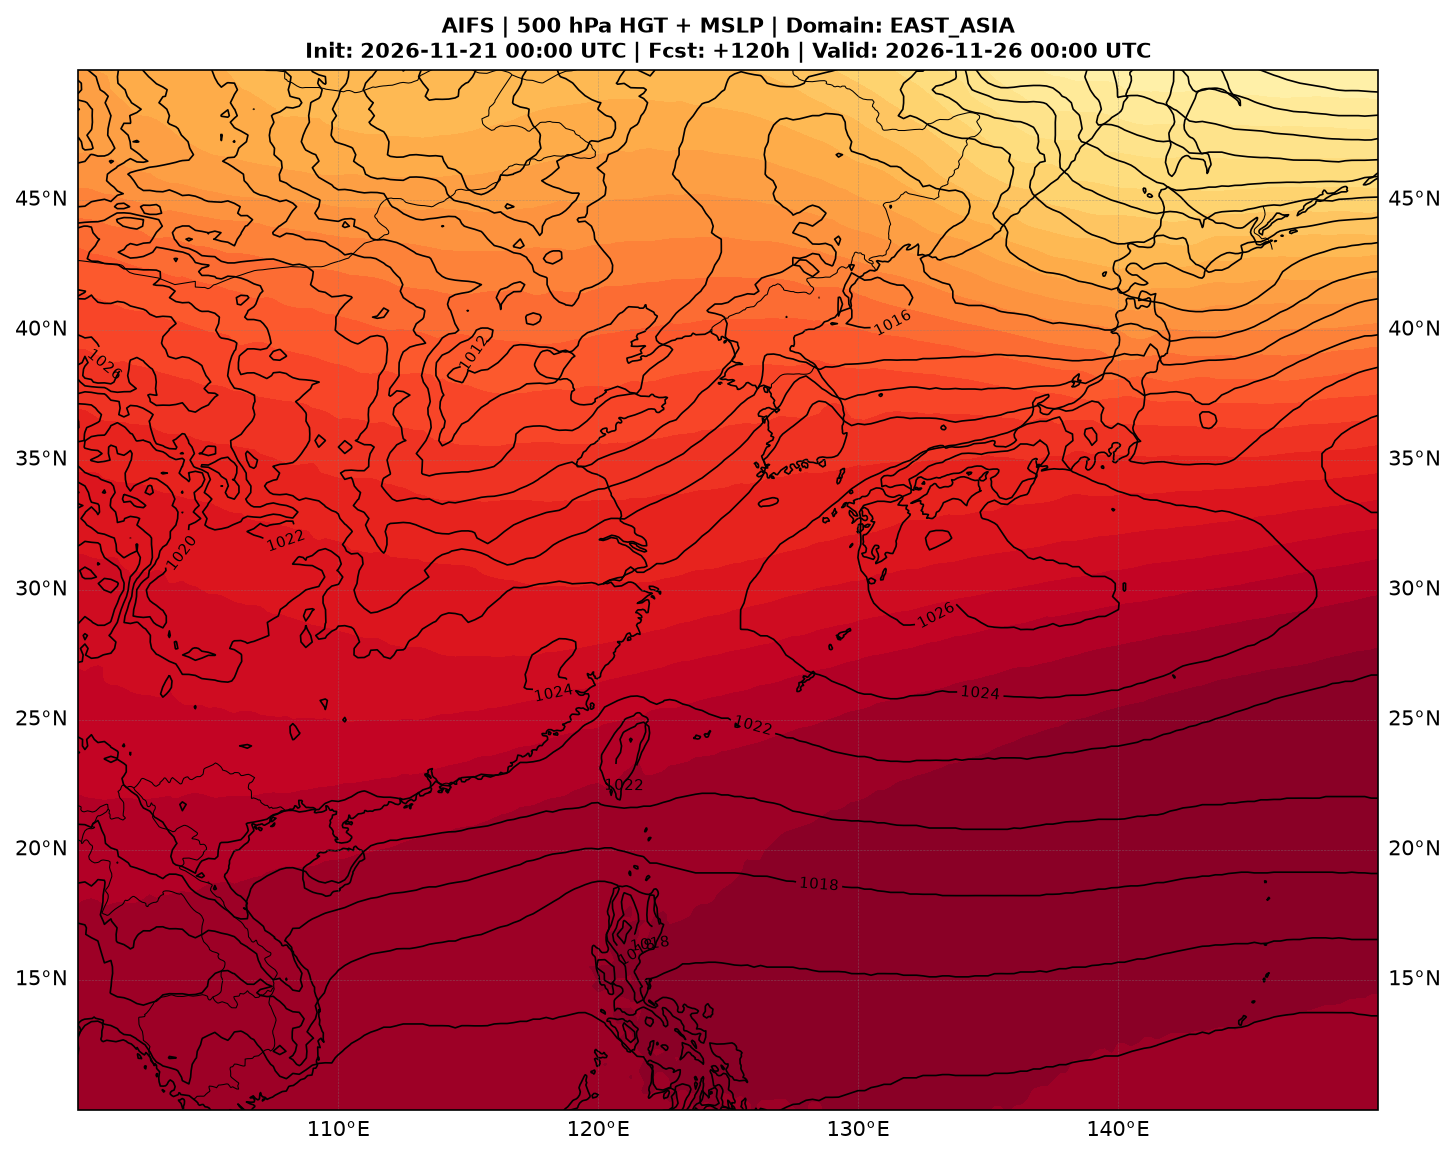 AIFS | 500 hPa HGT + MSLP | Domain: EAST_ASIA
Init: 2026-11-21 00:00 UTC | Fcst: +120h | Valid: 2026-11-26 00:00 UTC
45°N 45°N
1016
40°N 40°N
1012
1026
35°N 35°N
1022
1020
30°N 30°N
1026
1024 1024
25°N 1022 25°N
1022
20°N 20°N
1018
15°N 15°N
110°E 120°E 130°E 140°E